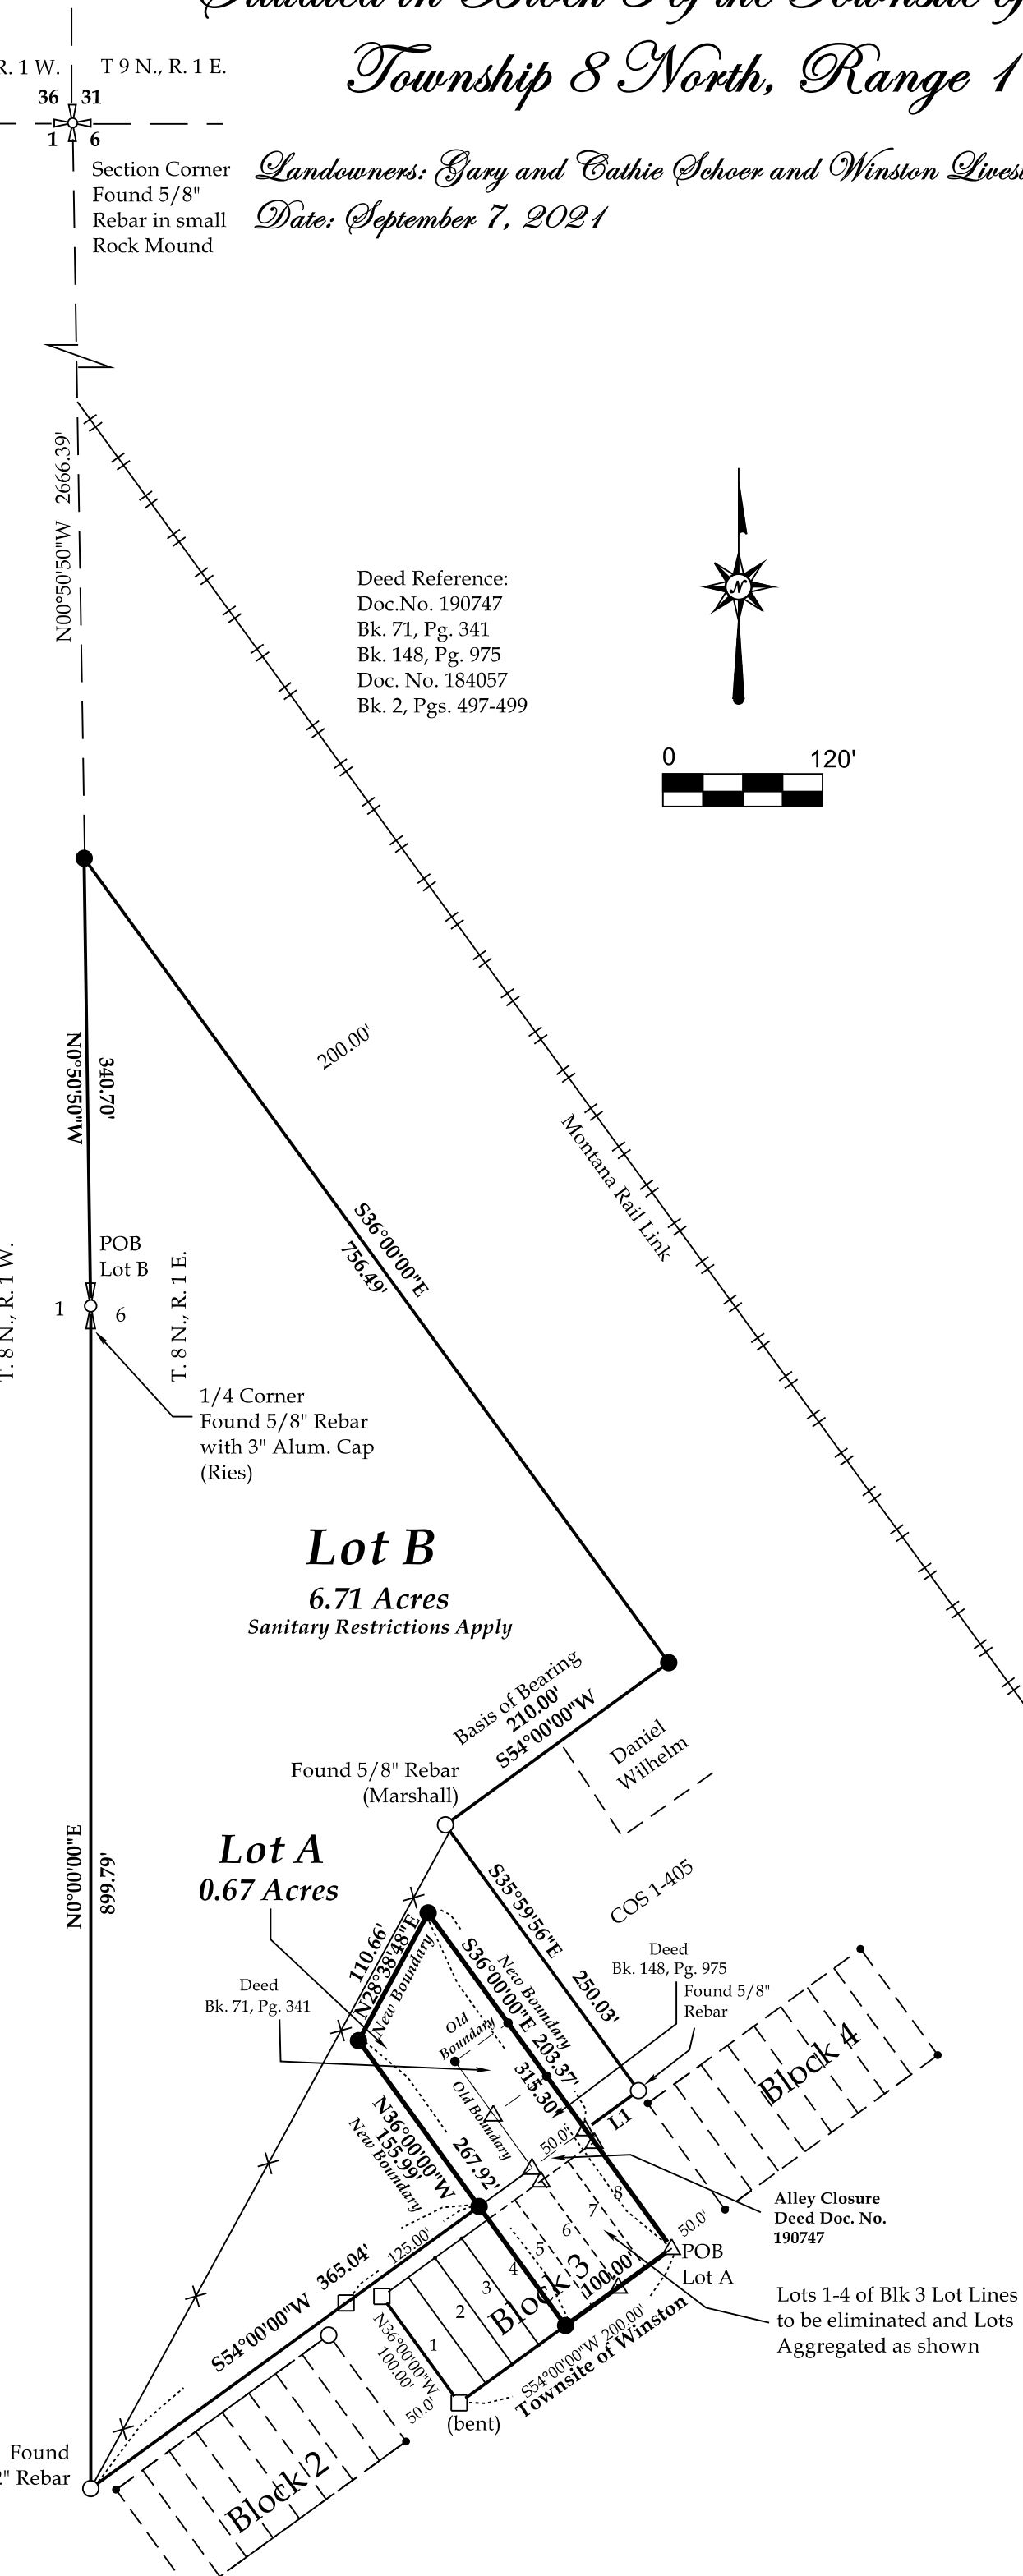 Situated in Block 3 of the Townsite of
Township 8 North, Range 1
R. 1 W.
T 9 N., R. 1 E.
36
31
1
6
Section Corner
Found 5/8"
Rebar in small
Rock Mound
Landowners: Gary and Cathie Schoer and Winston
Date: September 7, 2021
N00°50'50"W 2666.39'
Deed Reference:
Doc.No. 190747
Bk. 71, Pg. 341
Bk. 148, Pg. 975
Doc. No. 184057
Bk. 2, Pgs. 497-499
N
0
120'
200.00'
N0°50'50"W
340.70'
Montana Rail Link
S36°00'00"E
756.49'
POB
Lot B
1
6
T. 8 N., R. 1 W.
T. 8 N., R. 1 E.
1/4 Corner
Found 5/8" Rebar
with 3" Alum. Cap
(Ries)
Lot B
6.71 Acres
Sanitary Restrictions Apply
Basis of Bearing
210.00'
S54°00'00"W
Daniel
Wilhelm
Found 5/8" Rebar
(Marshall)
N0°00'00"E
899.79'
Lot A
0.67 Acres
S35°59'56"E
250.03'
COS 1-405
110.66'
N28°38'48"E
New Boundary
New Boundary
S36°00'00"E
203.37'
315.30'
Deed
Bk. 148, Pg. 975
Found 5/8"
Rebar
Deed
Bk. 71, Pg. 341
Old
Boundary
Old Boundary
Block 4
L1
N36°00'00"W
155.99'
New Boundary
267.92'
50.0'
Alley Closure
Deed Doc. No.
190747
8
7
6
5
4
3
2
1
125.00'
S54°00'00"W 365.04'
Block 3
100.00'
50.0'
POB
Lot A
Lots 1-4 of Blk 3 Lot Lines
to be eliminated and Lots
Aggregated as shown
N36°00'00"W
100.00'
S54°00'00"W 200.00'
Townsite of Winston
50.0'
(bent)
Found
2" Rebar
Block 2